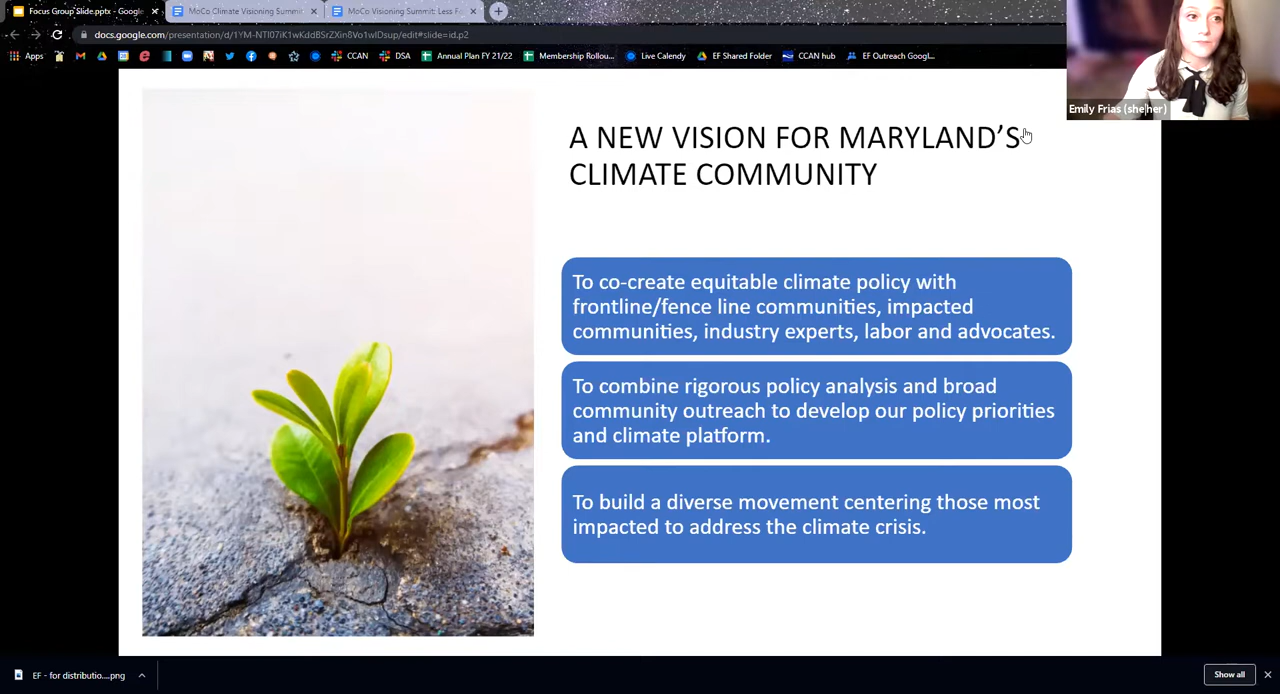 Focus Group Slide.pptx - Google
MoCo Climate Visioning Summi
MoCo Visioning Summit: Less F
docs.google.com/presentation/d/1YM-NTI07iK1wKddBSrZXin8Vo1wIDsup/edit#slide=id.p2
Apps
CCAN
DSA
Annual Plan FY 21/22
Membership Rollou...
Live Calendy
EF Shared Folder
CCAN hub
EF Outreach Googl...
Emily Frias (she/her)
A NEW VISION FOR MARYLAND’S
CLIMATE COMMUNITY
To co-create equitable climate policy with
frontline/fence line communities, impacted
communities, industry experts, labor and advocates.
To combine rigorous policy analysis and broad
community outreach to develop our policy priorities
and climate platform.
To build a diverse movement centering those most
impacted to address the climate crisis.
EF - for distributio....png
Show all